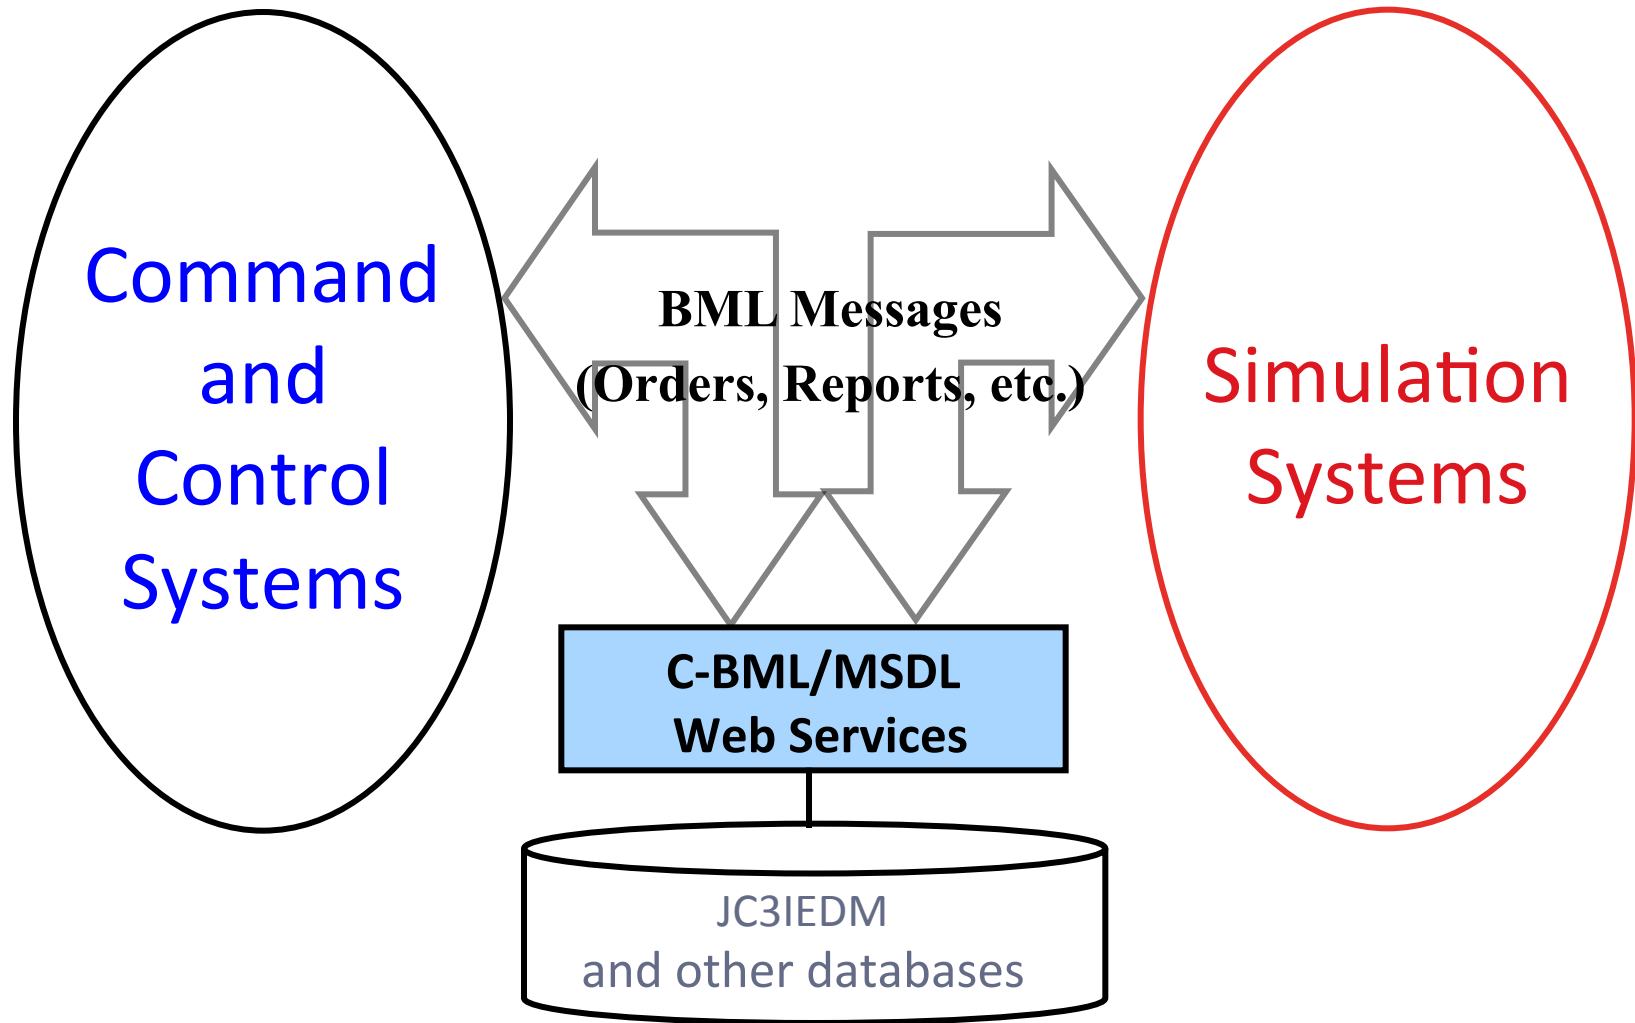 Command
and
Control
Systems
BML Messages
(Orders, Reports, etc.)
Simulation
Systems
C-BML/MSDL
Web Services
JC3IEDM
and other databases